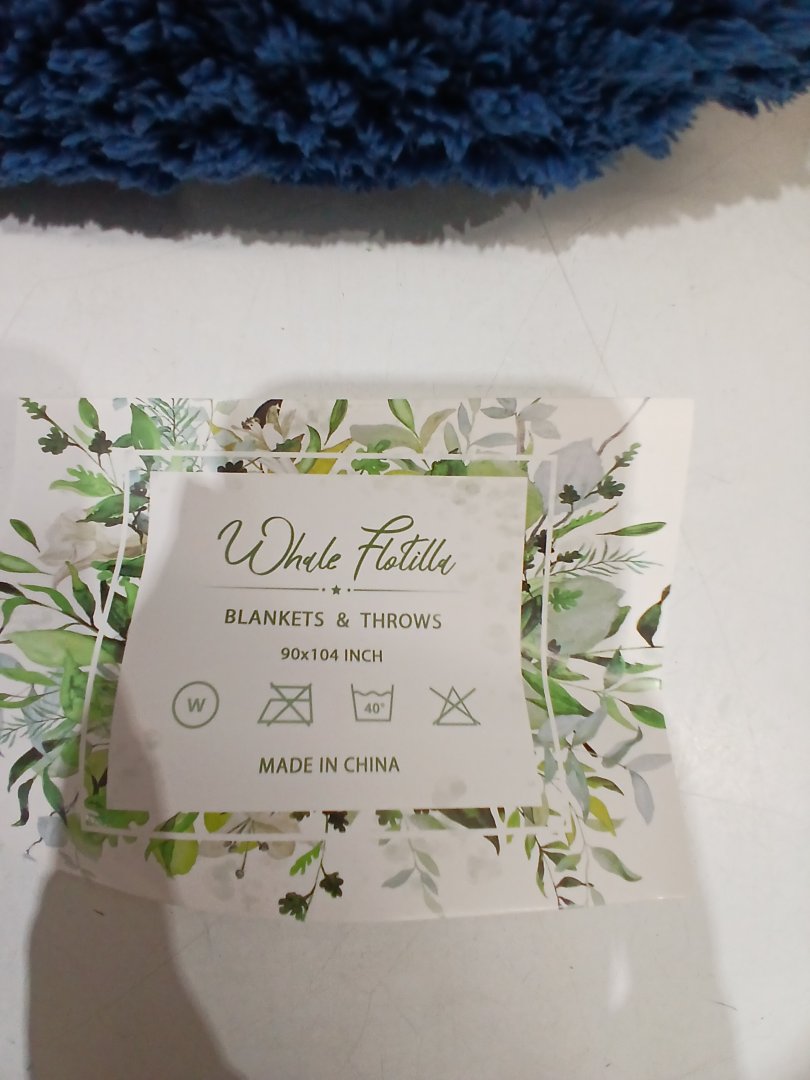 Whale Flotilla
BLANKETS & THROWS
90x104 INCH
W
40°
MADE IN CHINA